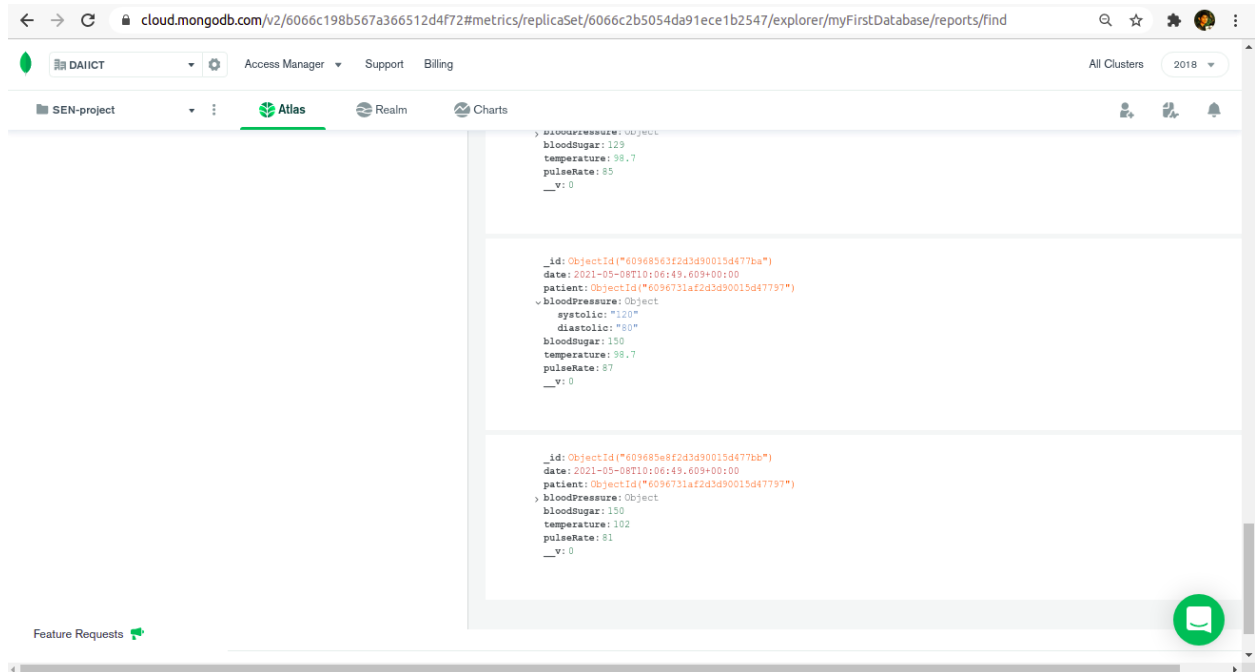 cloud.mongodb.com/v2/6066c198b567a366512d4f72#metrics/replicaSet/6066c2b5054da91ece1b2547/explorer/myFirstDatabase/reports/find
DAIICT Access Manager Support Billing All Clusters 2018
SEN-project Atlas Realm Charts
bloodPressure: Object
bloodSugar: 129
temperature: 98.7
pulseRate: 85
__v: 0
_id: ObjectId("60968563f2d3d90015d477ba")
date: 2021-05-08T10:06:49.609+00:00
patient: ObjectId("6096731af2d3d90015d47797")
bloodPressure: Object
systolic: "120"
diastolic: "80"
bloodSugar: 150
temperature: 98.7
pulseRate: 87
__v: 0
_id: ObjectId("609685e8f2d3d90015d477bb")
date: 2021-05-08T10:06:49.609+00:00
patient: ObjectId("6096731af2d3d90015d47797")
bloodPressure: Object
bloodSugar: 150
temperature: 102
pulseRate: 81
__v: 0
Feature Requests